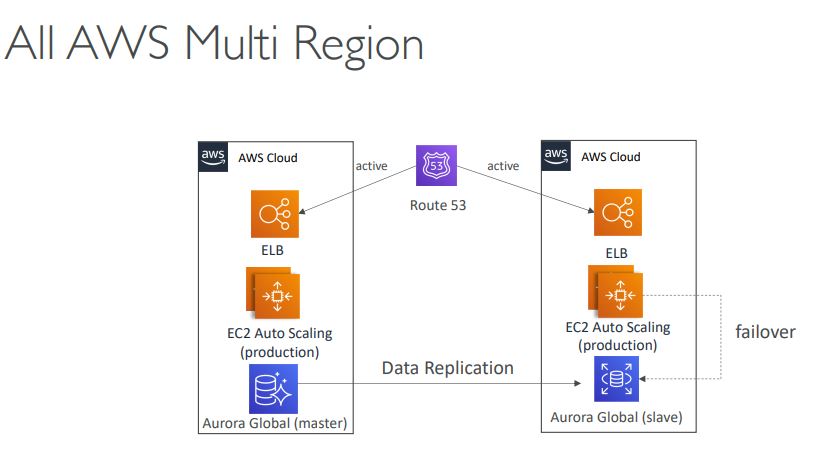 All AWS Multi Region
aws
AWS Cloud
active
53
active
aws
AWS Cloud
Route 53
ELB
ELB
EC2 Auto Scaling
(production)
EC2 Auto Scaling
(production)
failover
Data Replication
Aurora Global (master)
Aurora Global (slave)